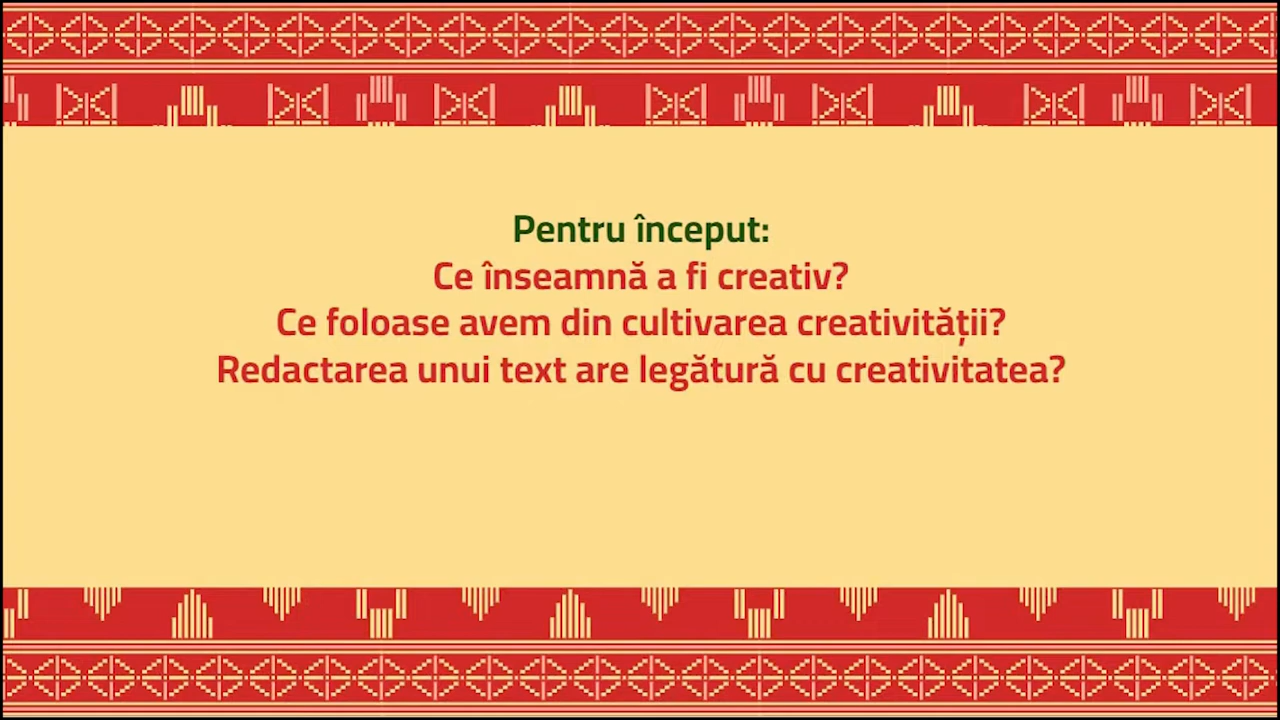 Pentru început:
Ce înseamnă a fi creativ?
Ce foloase avem din cultivarea creativității?
Redactarea unui text are legătură cu creativitatea?